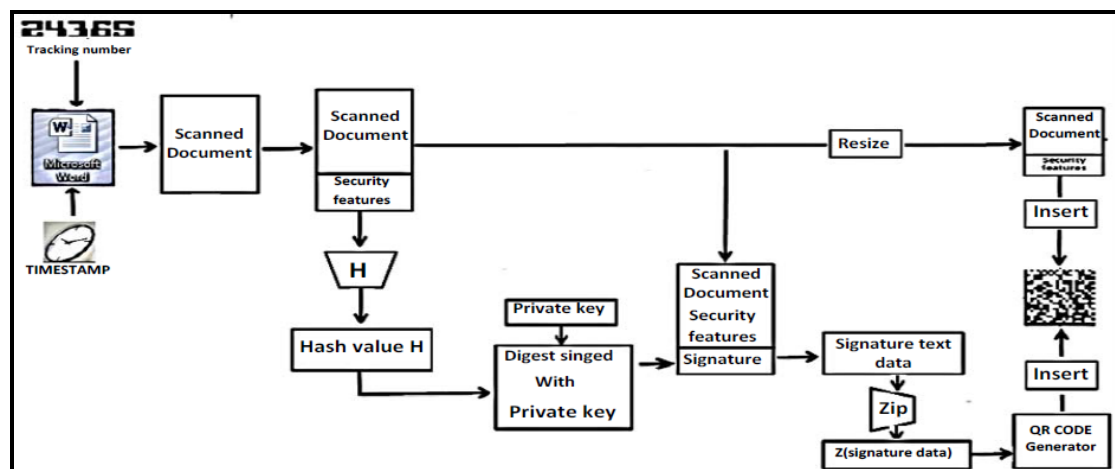 24365
Tracking number
Microsoft
Word
TIMESTAMP
Scanned
Document
Scanned
Document
Security
features
H
Hash value H
Private key
Digest singed
With
Private key
Resize
Scanned
Document
Security
features
Signature
Signature text
data
Zip
Z(signature data)
QR CODE
Generator
Insert
Insert
Scanned
Document
Security
features